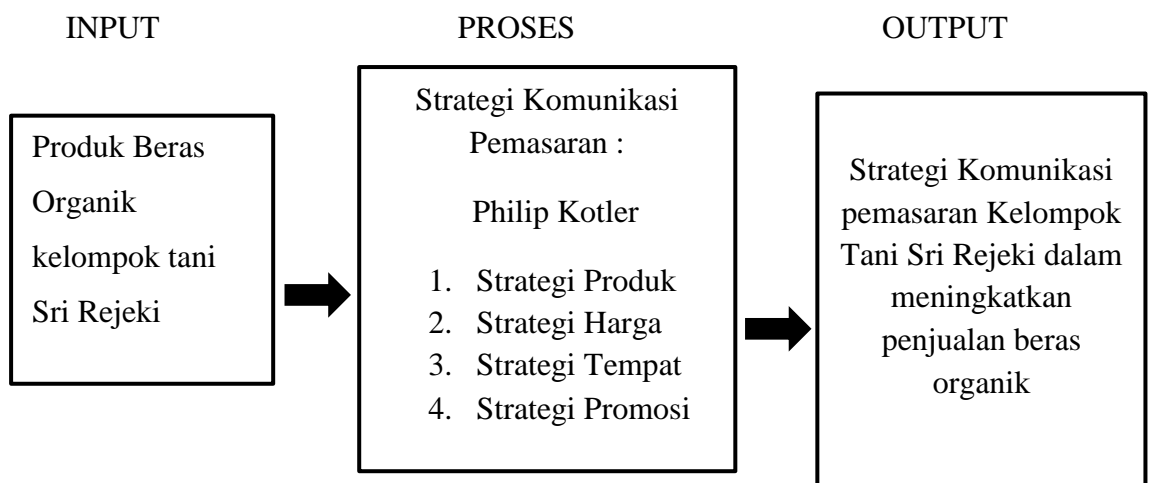 INPUT
PROSES
OUTPUT
Produk Beras
Organik
kelompok tani
Sri Rejeki
Strategi Komunikasi
Pemasaran :
Philip Kotler
1. Strategi Produk
2. Strategi Harga
3. Strategi Tempat
4. Strategi Promosi
Strategi Komunikasi
pemasaran Kelompok
Tani Sri Rejeki dalam
meningkatkan
penjualan beras
organik